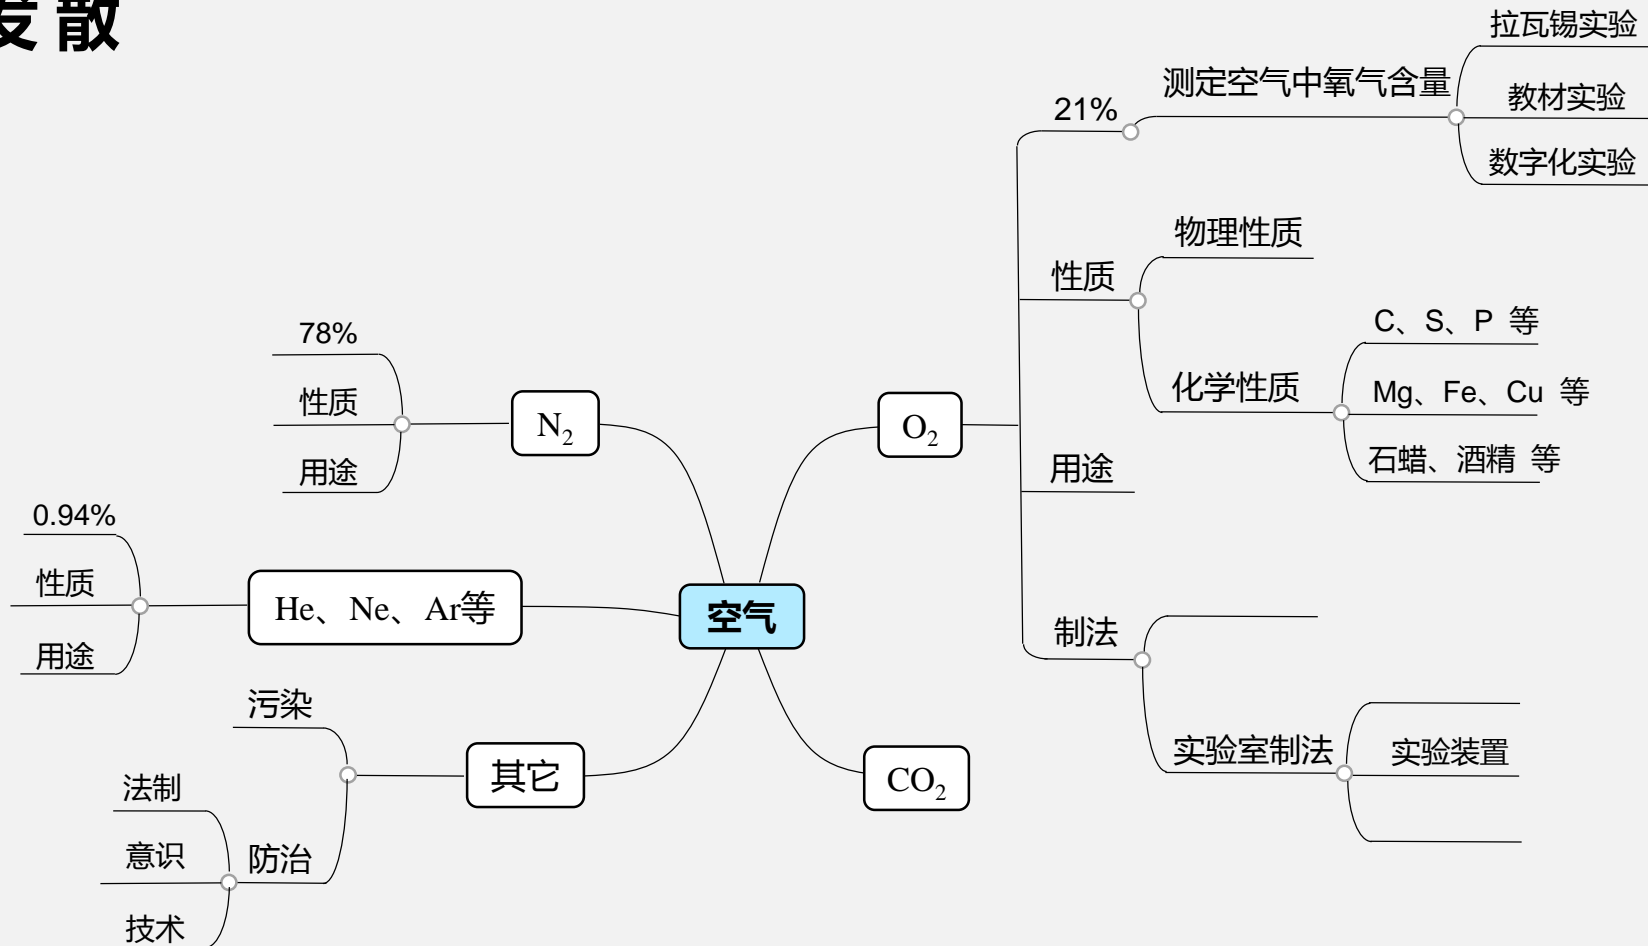 发散
拉瓦锡实验
测定空气中氧气含量
教材实验
21%
数字化实验
物理性质
性质
C、S、P 等
化学性质
Mg、Fe、Cu 等
石蜡、酒精 等
O2
用途
制法
实验室制法
实验装置
78%
性质
N2
用途
0.94%
性质
He、Ne、Ar等
用途
空气
污染
其它
CO2
法制
意识
防治
技术